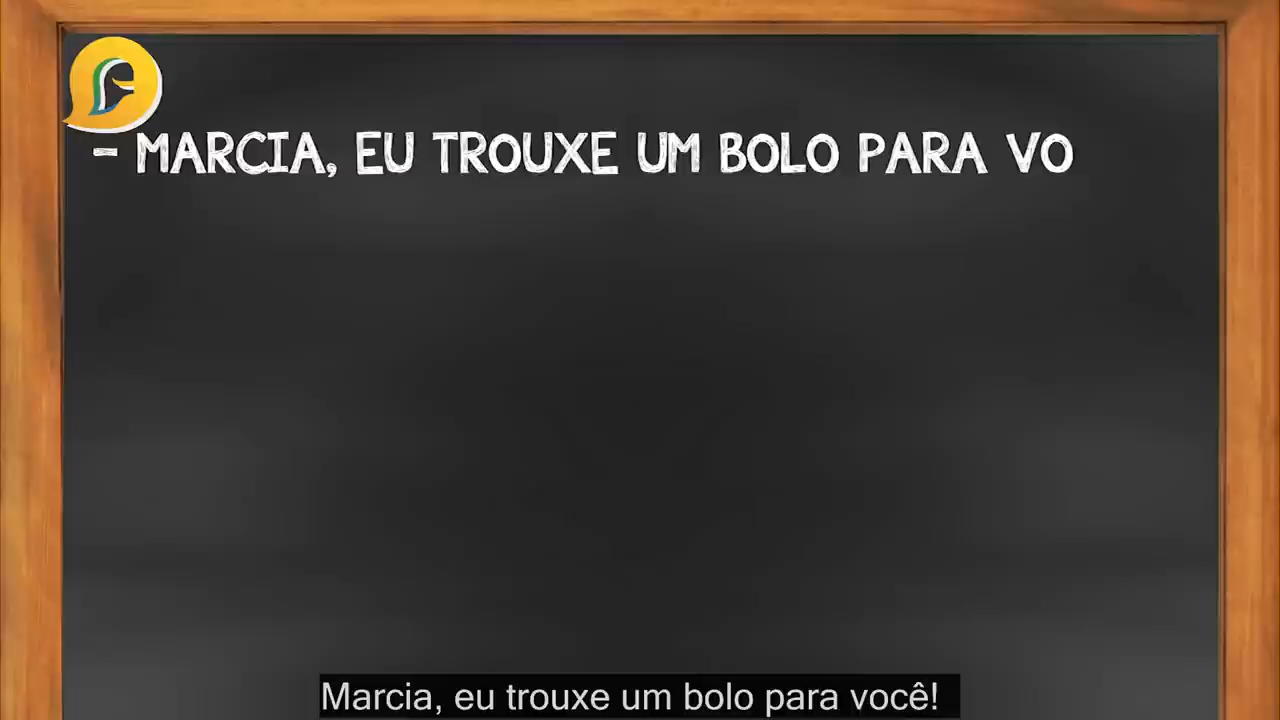 - MARCIA, EU TROUXE UM BOLO PARA VO
Marcia, eu trouxe um bolo para você!